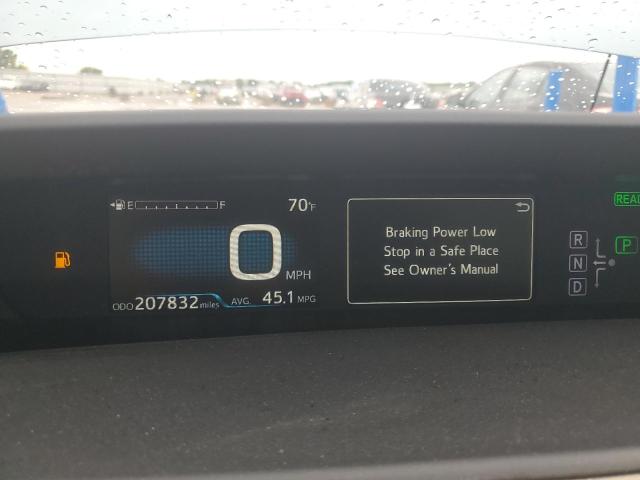 E F 70°F
0 MPH
ODO 207832 miles AVG. 45.1 MPG
Braking Power Low
Stop in a Safe Place
See Owner's Manual
READ
R
N
D
P